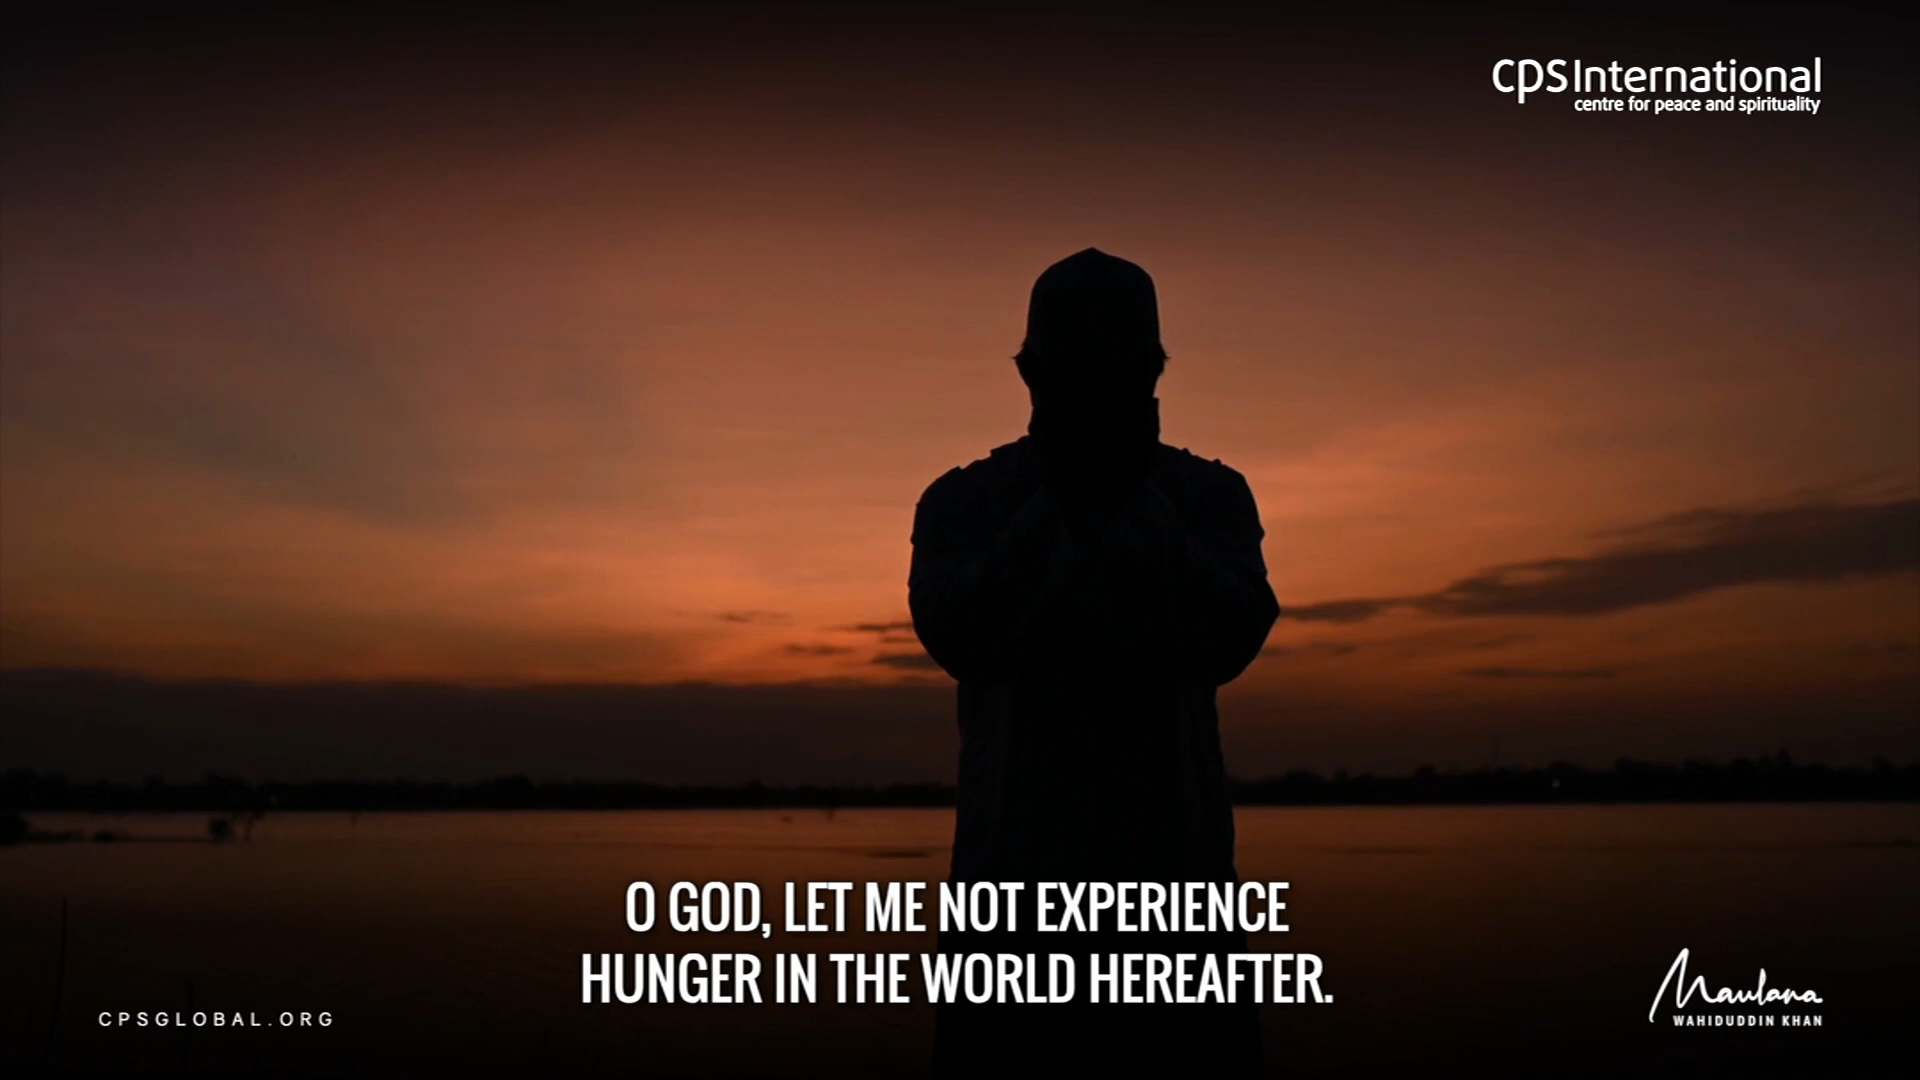 CPS International
centre for peace and spirituality
O GOD, LET ME NOT EXPERIENCE
HUNGER IN THE WORLD HEREAFTER.
CPSGLOBAL.ORG
Maulana
WAHIDUDDIN KHAN